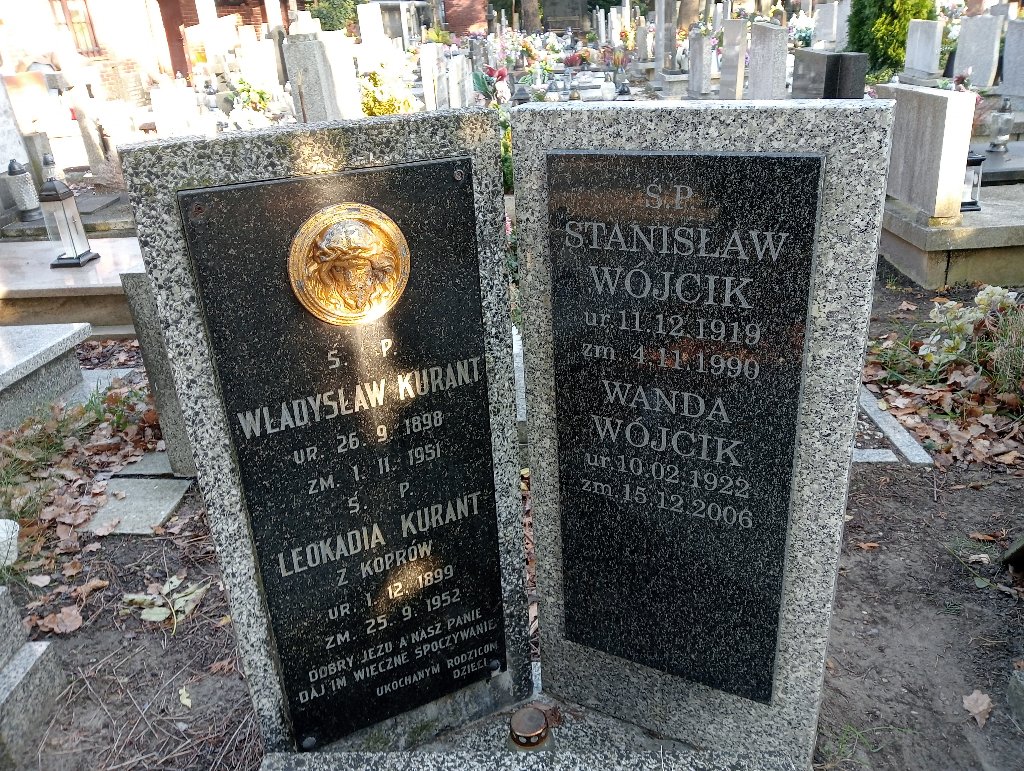 Ś. P.
WŁADYSŁAW KURANT
UR. 26. 9. 1898
ZM. 1. 11. 1951
Ś. P.
LEOKADIA KURANT
Z KOPRÓW
UR. 1. 12. 1899
ZM. 25. 9. 1952
DOBRY JEZU A NASZ PANIE
DAJ IM WIECZNE SPOCZYWANIE
UKOCHANYM RODZICOM
DZIECI
Ś.P.
STANISŁAW
WÓJCIK
ur.11.12.1919
zm. 4.11.1990
WANDA
WÓJCIK
ur.10.02.1922
zm.15.12.2006